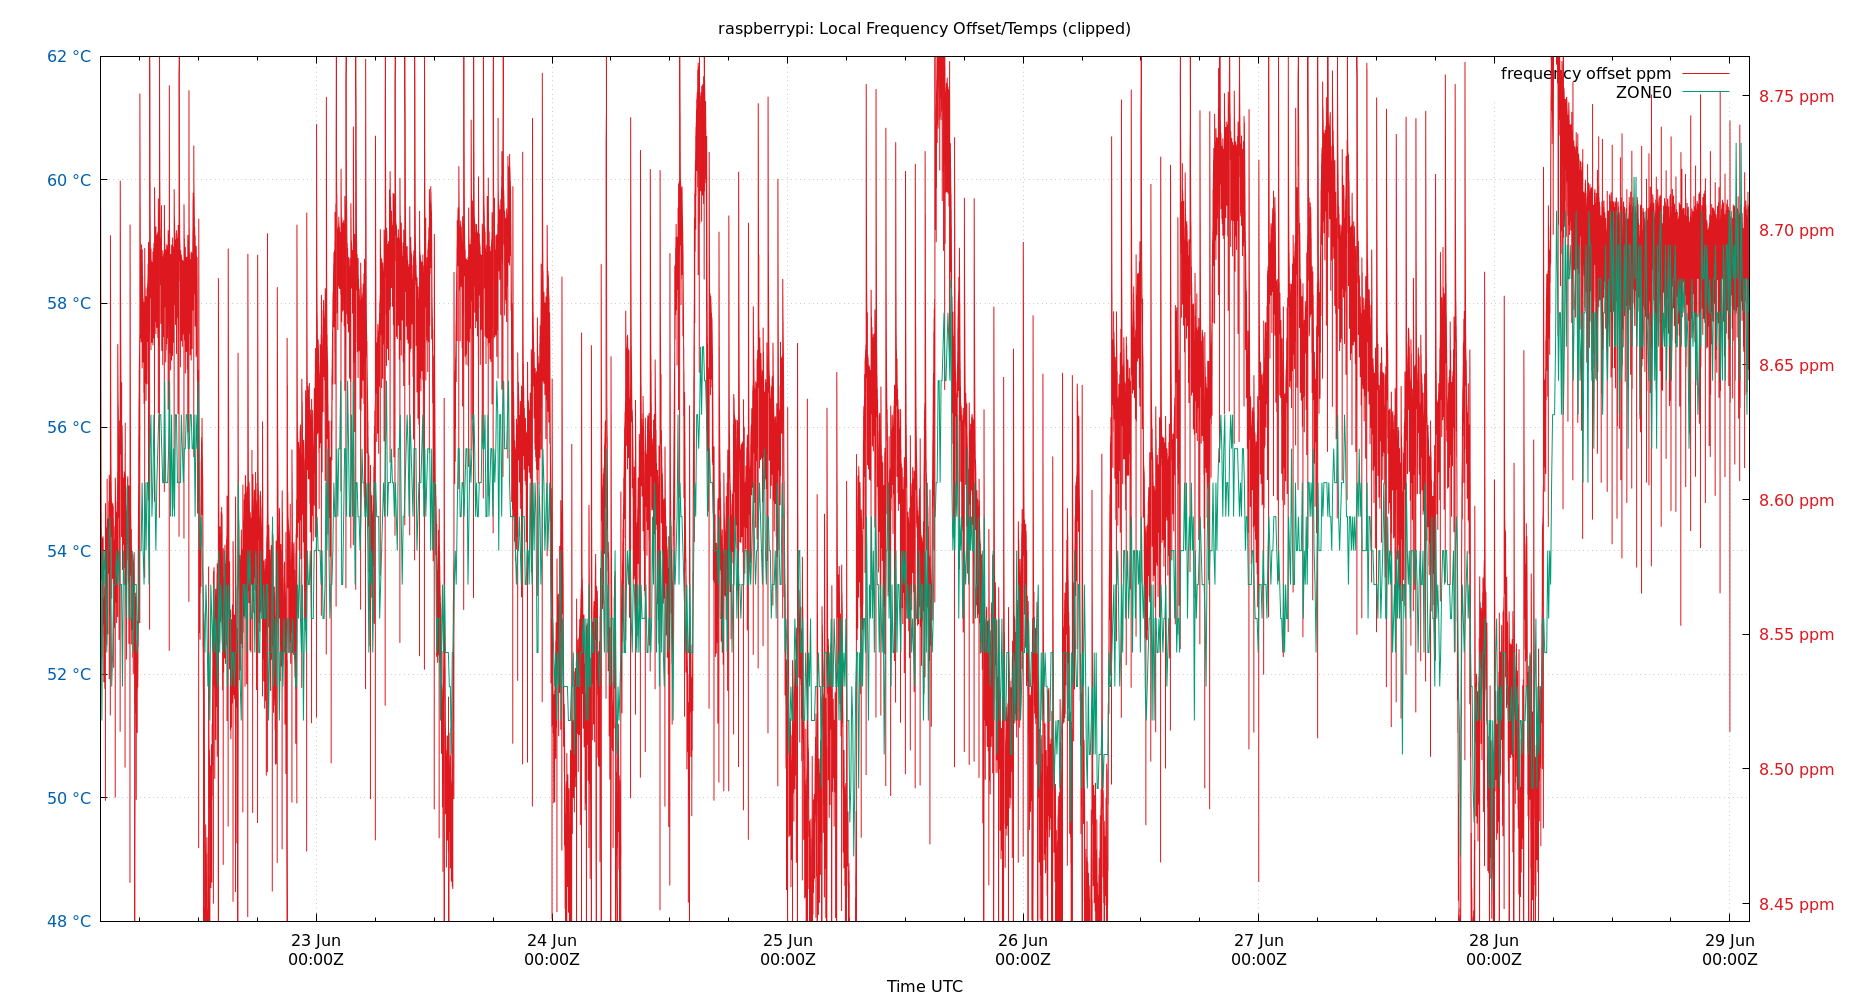 raspberrypi: Local Frequency Offset/Temps (clipped)
62 °C
60 °C
58 °C
56 °C
54 °C
52 °C
50 °C
48 °C
frequency offset ppm
ZONE0
8.75 ppm
8.70 ppm
8.65 ppm
8.60 ppm
8.55 ppm
8.50 ppm
8.45 ppm
23 Jun
00:00Z
24 Jun
00:00Z
25 Jun
00:00Z
26 Jun
00:00Z
27 Jun
00:00Z
28 Jun
00:00Z
29 Jun
00:00Z
Time UTC